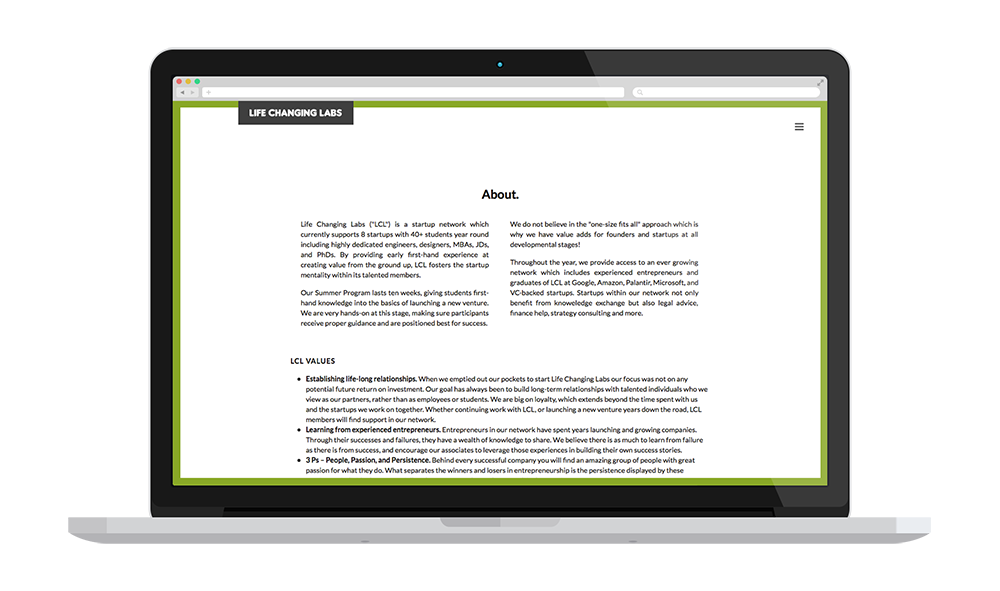 LIFE CHANGING LABS
About.
Life Changing Labs ("LCL") is a startup network which
currently supports 8 startups with 40+ students year round
including highly dedicated engineers, designers, MBAs, JDs,
and PhDs. By providing early first-hand experience at
creating value from the ground up, LCL fosters the startup
mentality within its talented members.
Our Summer Program lasts ten weeks, giving students first-
hand knowledge into the basics of launching a new venture.
We are very hands-on at this stage, making sure participants
receive proper guidance and are positioned best for success.
We do not believe in the "one-size fits all" approach which is
why we have value adds for founders and startups at all
developmental stages!
Throughout the year, we provide access to an ever growing
network which includes experienced entrepreneurs and
graduates of LCL at Google, Amazon, Palantir, Microsoft, and
VC-backed startups. Startups within our network not only
benefit from knoweledge exchange but also legal advice,
finance help, strategy consulting and more.
LCL VALUES
• Establishing life-long relationships. When we emptied out our pockets to start Life Changing Labs our focus was not on any
potential future return on investment. Our goal has always been to build long-term relationships with talented individuals who we
view as our partners, rather than as employees or students. We are big on loyalty, which extends beyond the time spent with us
and the startups we work on together. Whether continuing work with LCL, or launching a new venture years down the road, LCL
members will find support in our network.
• Learning from experienced entrepreneurs. Entrepreneurs in our network have spent years launching and growing companies.
Through their successes and failures, they have a wealth of knowledge to share. We believe there is as much to learn from failure
as there is from success, and encourage our associates to leverage those experiences in building their own success stories.
• 3 Ps – People, Passion, and Persistence. Behind every successful company you will find an amazing group of people with great
passion for what they do. What separates the winners and losers in entrepreneurship is the persistence displayed by these